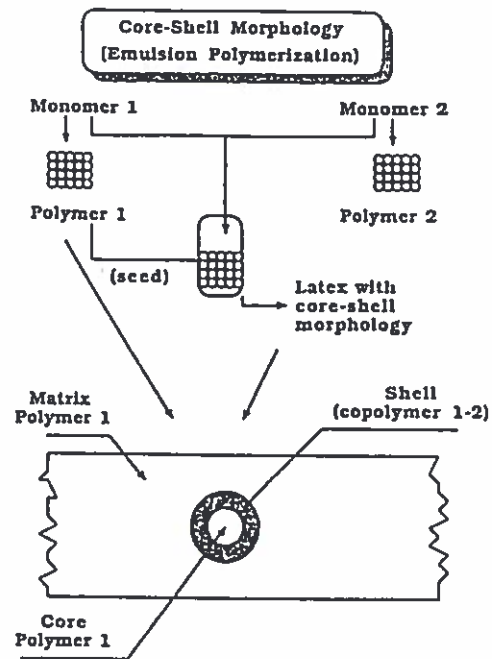 Core-Shell Morphology
(Emulsion Polymerization)
Monomer 1
Monomer 2
Polymer 1
Polymer 2
(seed)
Latex with
core-shell
morphology
Matrix
Polymer 1
Shell
(copolymer 1-2)
Core
Polymer 1